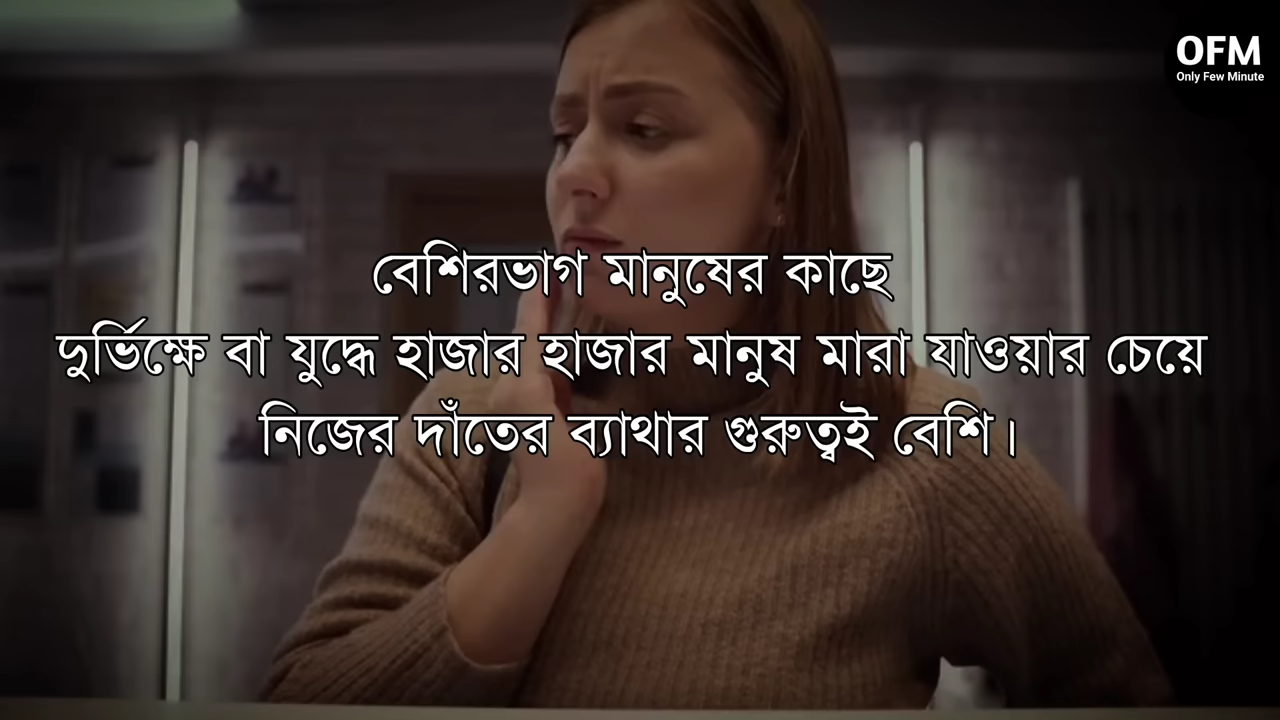 OFM
Only Few Minute
বেশিরভাগ মানুষের কাছে
দুর্ভিক্ষে বা যুদ্ধে হাজার হাজার মানুষ মারা যাওয়ার চেয়ে
নিজের দাঁতের ব্যাথার গুরুত্বই বেশি।